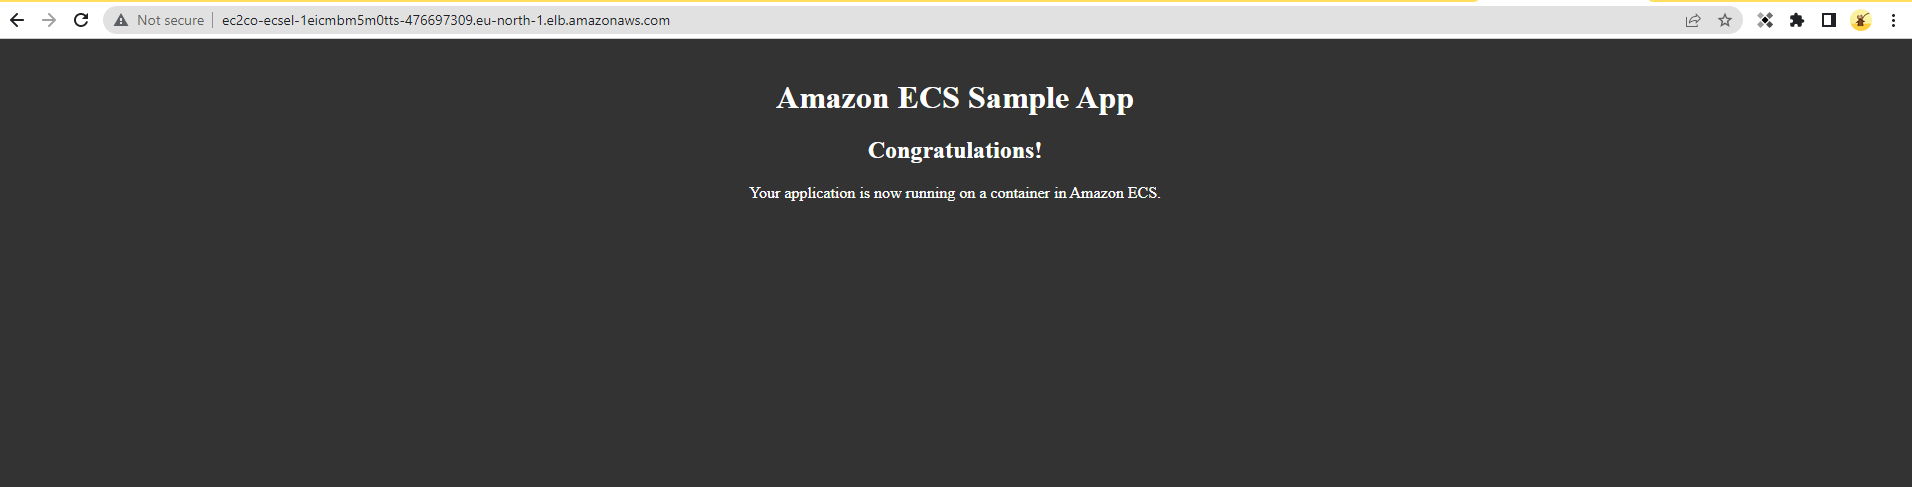 Not secure | ec2co-ecsel-1eicmbm5m0tts-476697309.eu-north-1.elb.amazonaws.com
Amazon ECS Sample App
Congratulations!
Your application is now running on a container in Amazon ECS.